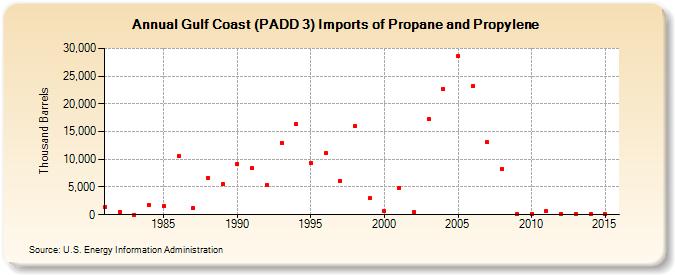 Annual Gulf Coast (PADD 3) Imports of Propane and Propylene
Thousand Barrels
30,000
25,000
20,000
15,000
10,000
5,000
0
1985 1990 1995 2000 2005 2010 2015
Source: U.S. Energy Information Administration